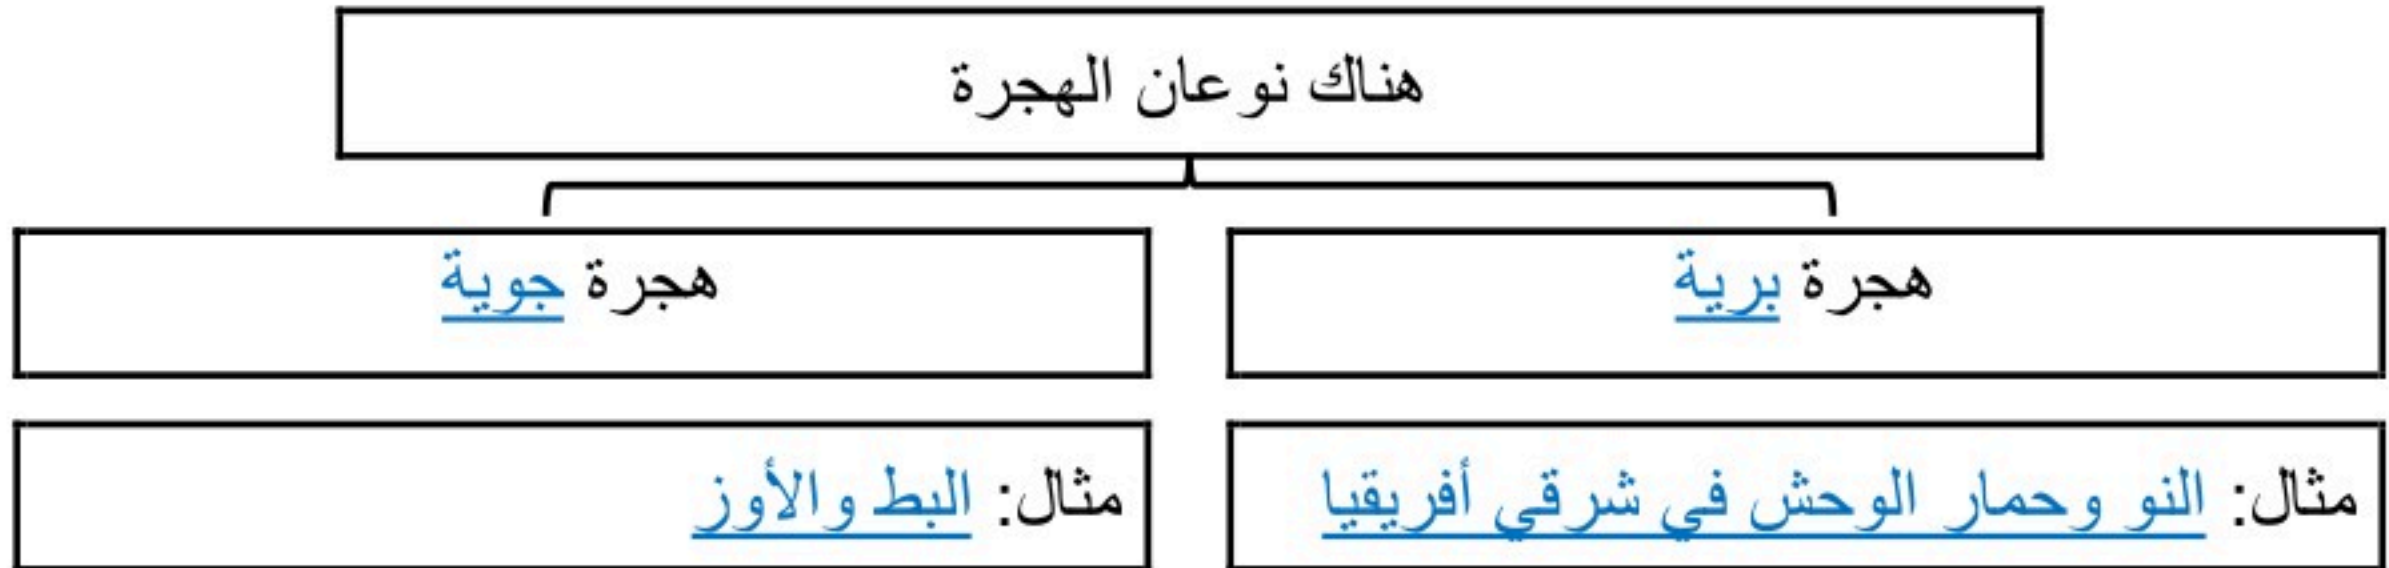 هناك نوعان الهجرة
هجرة برية
هجرة جوية
مثال: النو وحمار الوحش في شرقي أفريقيا
مثال: البط والأوز